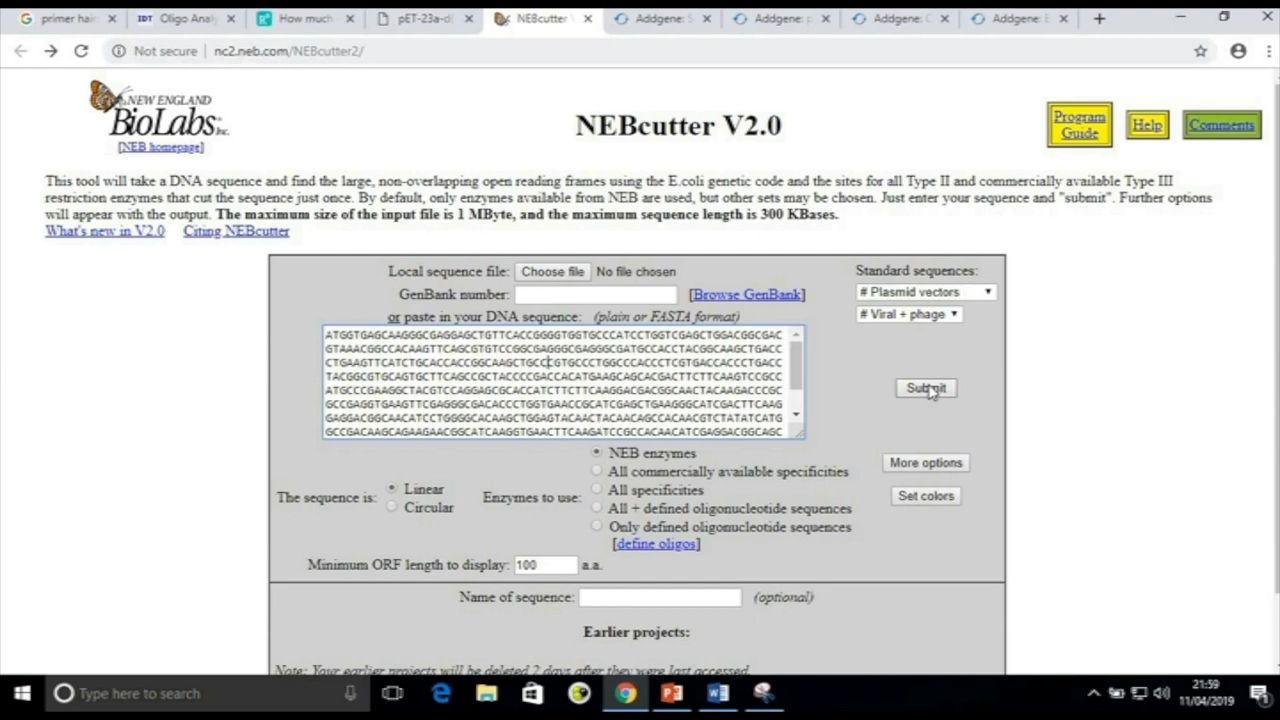 primer hai
IDT Oligo Anal
How much
pET-23a-d(
NEBcutter V
Addgene: S
Addgene: p
Addgene: C
Addgene: E
Not secure | nc2.neb.com/NEBcutter2/
NEW ENGLAND
BioLabs Inc.
[NEB homepage]
NEBcutter V2.0
Program
Guide
Help
Comments
This tool will take a DNA sequence and find the large, non-overlapping open reading frames using the E.coli genetic code and the sites for all Type II and commercially available Type III
restriction enzymes that cut the sequence just once. By default, only enzymes available from NEB are used, but other sets may be chosen. Just enter your sequence and "submit". Further options
will appear with the output. The maximum size of the input file is 1 MByte, and the maximum sequence length is 300 KBases.
What's new in V2.0 Citing NEBcutter
Local sequence file: Choose file No file chosen
GenBank number: [Browse GenBank]
or paste in your DNA sequence: (plain or FASTA format)
Standard sequences:
# Plasmid vectors
# Viral + phage
ATGGTGAGCAAGGGCGAGGAGCTGTTCACCGGGGTGGTGCCCATCCTGGTCGAGCTGGACGGCGAC
GTAAACGGCCACAAGTTCAGCGTGTCCGGCGAGGGCGAGGGCGATGCCACCTACGGCAAGCTGACC
CTGAAGTTCATCTGCACCACCGGCAAGCTGCCCGTGCCCTGGCCCACCCTCGTGACCACCCTGACC
TACGGCGTGCAGTGCTTCAGCCGCTACCCCGACCACATGAAGCAGCACGACTTCTTCAAGTCCGCC
ATGCCCGAAGGCTACGTCCAGGAGCGCACCATCTTCTTCAAGGACGACGGCAACTACAAGACCCGC
GCCGAGGTGAAGTTCGAGGGCGACACCCTGGTGAACCGCATCGAGCTGAAGGGCATCGACTTCAAG
GAGGACGGCAACATCCTGGGGCACAAGCTGGAGTACAACTACAACAGCCACAACGTCTATATCATG
GCCGACAAGCAGAAGAACGGCATCAAGGTGAACTTCAAGATCCGCCACAACATCGAGGACGGCAGC
Submit
More options
Set colors
The sequence is: Linear
Circular
Enzymes to use: NEB enzymes
All commercially available specificities
All specificities
All + defined oligonucleotide sequences
Only defined oligonucleotide sequences
[define oligos]
Minimum ORF length to display: 100 a.a.
Name of sequence: (optional)
Earlier projects:
Note: Your earlier projects will be deleted 2 days after they were last accessed.
Type here to search
21:59
11/04/2019